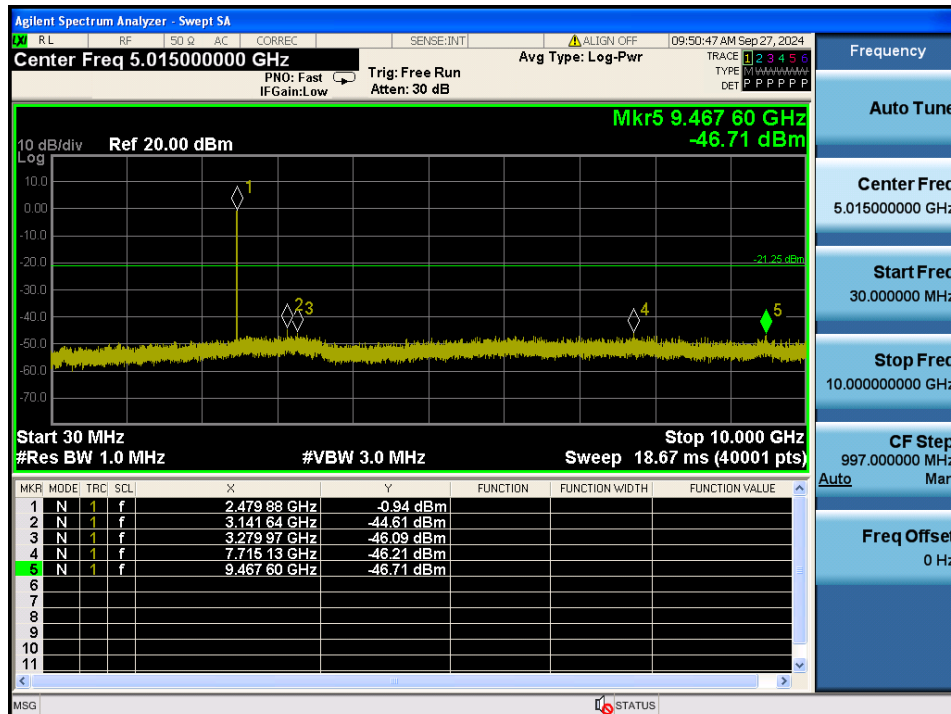 Agilent Spectrum Analyzer - Swept SA
LXI RL RF 50 Ω AC CORREC SENSE:INT ALIGN OFF 09:50:47 AM Sep 27, 2024
Center Freq 5.015000000 GHz
PNO: Fast
IFGain:Low
Trig: Free Run
Atten: 30 dB
Avg Type: Log-Pwr
TRACE 1 2 3 4 5 6
TYPE M
DET P P P P P P
Mkr5 9.467 60 GHz
-46.71 dBm
10 dB/div
Log
Ref 20.00 dBm
10.0
0.00
-10.0
-20.0
-30.0
-40.0
-50.0
-60.0
-70.0
1
2
3
4
5
-21.25 dBm
Start 30 MHz
Stop 10.000 GHz
#Res BW 1.0 MHz
#VBW 3.0 MHz
Sweep 18.67 ms (40001 pts)
MKR MODE TRC SCL X Y FUNCTION FUNCTION WIDTH FUNCTION VALUE
1 N 1 f 2.479 88 GHz -0.94 dBm
2 N 1 f 3.141 64 GHz -44.61 dBm
3 N 1 f 3.279 97 GHz -46.09 dBm
4 N 1 f 7.715 13 GHz -46.21 dBm
5 N 1 f 9.467 60 GHz -46.71 dBm
6
7
8
9
10
11
MSG
STATUS
Frequency
Auto Tune
Center Freq
5.015000000 GHz
Start Freq
30.000000 MHz
Stop Freq
10.000000000 GHz
CF Step
997.000000 MHz
Auto Man
Freq Offset
0 Hz